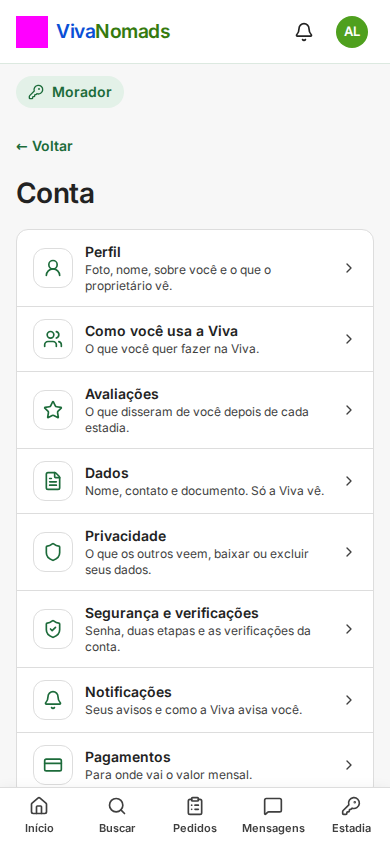 VivaNomads
AL
Morador
← Voltar
Conta
Perfil
Foto, nome, sobre você e o que o
proprietário vê.
Como você usa a Viva
O que você quer fazer na Viva.
Avaliações
O que disseram de você depois de cada
estadia.
Dados
Nome, contato e documento. Só a Viva vê.
Privacidade
O que os outros veem, baixar ou excluir
seus dados.
Segurança e verificações
Senha, duas etapas e as verificações da
conta.
Notificações
Seus avisos e como a Viva avisa você.
Pagamentos
Para onde vai o valor mensal.
Início
Buscar
Pedidos
Mensagens
Estadia